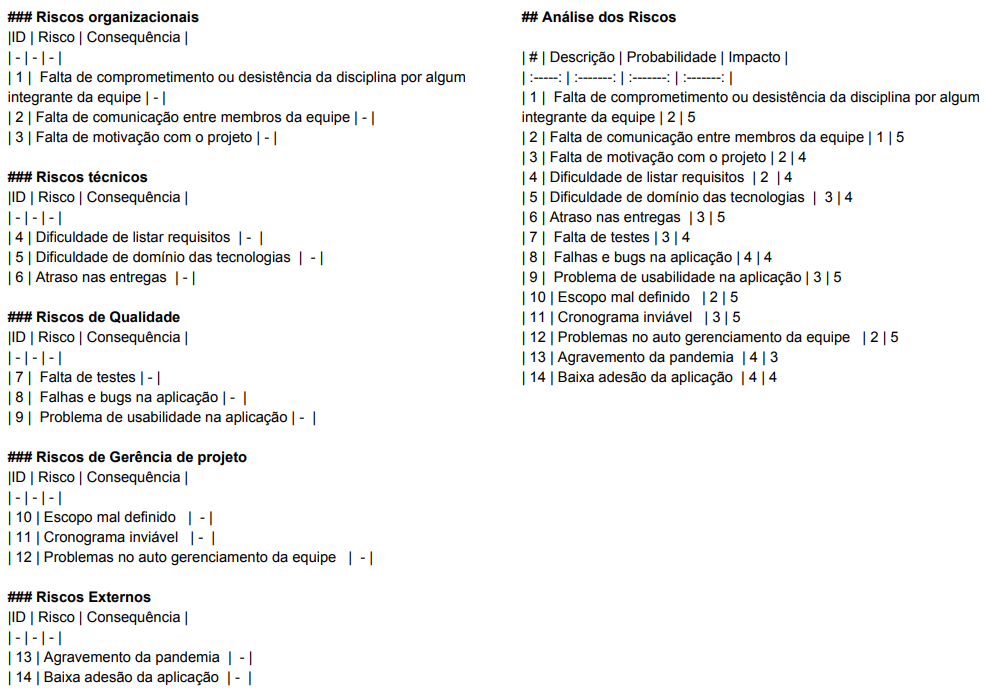 ### Riscos organizacionais
|ID | Risco | Consequência |
| - | - | - |
| 1 |  Falta de comprometimento ou desistência da disciplina por algum
integrante da equipe | - |
| 2 | Falta de comunicação entre membros da equipe | - |
| 3 | Falta de motivação com o projeto | - |
### Riscos técnicos
|ID | Risco | Consequência |
| - | - | - |
| 4 | Dificuldade de listar requisitos  | -  |
| 5 | Dificuldade de domínio das tecnologias  |  - |
| 6 | Atraso nas entregas  | - |
### Riscos de Qualidade
|ID | Risco | Consequência |
| - | - | - |
| 7 |  Falta de testes | - |
| 8 |  Falhas e bugs na aplicação | -  |
| 9 |  Problema de usabilidade na aplicação | -  |
### Riscos de Gerência de projeto
|ID | Risco | Consequência |
| - | - | - |
| 10 | Escopo mal definido   |  - |
| 11 | Cronograma inviável   | -  |
| 12 | Problemas no auto gerenciamento da equipe   |  - |
### Riscos Externos
|ID | Risco | Consequência |
| - | - | - |
| 13 | Agravemento da pandemia  |  - |
| 14 | Baixa adesão da aplicação  | -  |
## Análise dos Riscos
| # | Descrição | Probabilidade | Impacto |
| :-----: | :-------: | :-------: | :-------: |
| 1 |  Falta de comprometimento ou desistência da disciplina por algum
integrante da equipe | 2 | 5
| 2 | Falta de comunicação entre membros da equipe | 1 | 5
| 3 | Falta de motivação com o projeto | 2 | 4
| 4 | Dificuldade de listar requisitos  | 2  | 4
| 5 | Dificuldade de domínio das tecnologias  |  3 | 4
| 6 | Atraso nas entregas  | 3 | 5
| 7 |  Falta de testes | 3 | 4
| 8 |  Falhas e bugs na aplicação | 4 | 4
| 9 |  Problema de usabilidade na aplicação | 3 | 5
| 10 | Escopo mal definido   | 2 | 5
| 11 | Cronograma inviável   | 3 | 5
| 12 | Problemas no auto gerenciamento da equipe   | 2 | 5
| 13 | Agravemento da pandemia  | 4 | 3
| 14 | Baixa adesão da aplicação  | 4 | 4